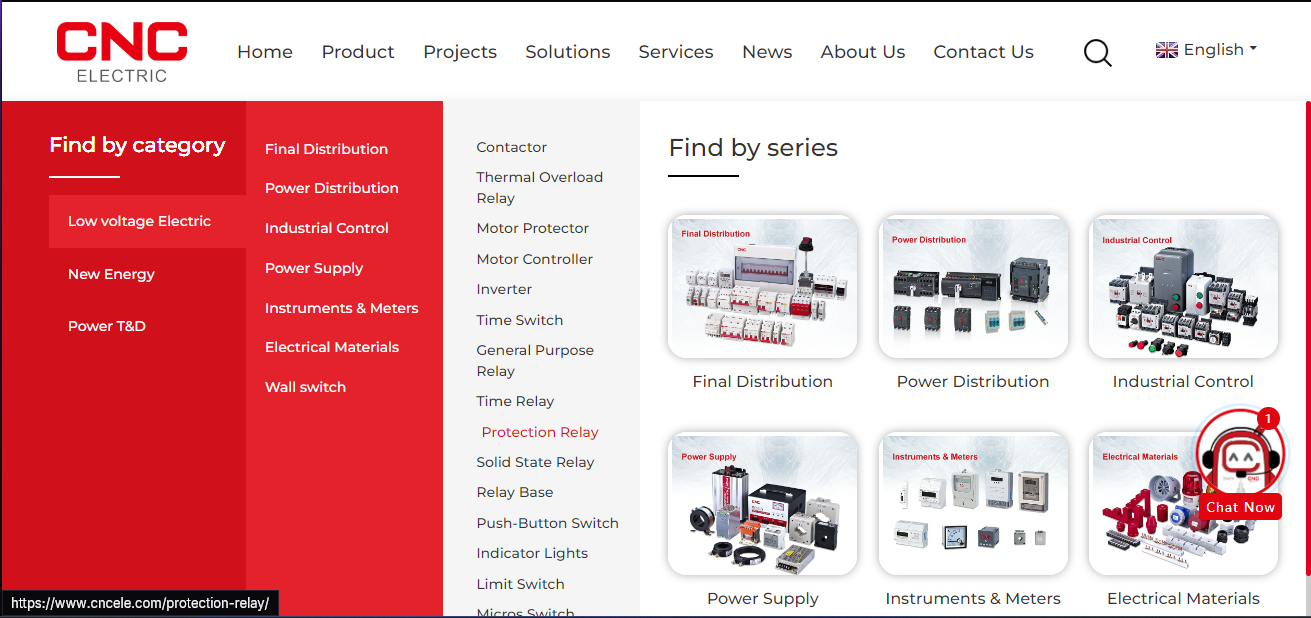 CNC
ELECTRIC
Home Product Projects Solutions Services News About Us Contact Us English
Find by category
Low voltage Electric
New Energy
Power T&D
Final Distribution
Power Distribution
Industrial Control
Power Supply
Instruments & Meters
Electrical Materials
Wall switch
Contactor
Thermal Overload
Relay
Motor Protector
Motor Controller
Inverter
Time Switch
General Purpose
Relay
Time Relay
Protection Relay
Solid State Relay
Relay Base
Push-Button Switch
Indicator Lights
Limit Switch
Micros Switch
Find by series
Final Distribution
CNC
Final Distribution
Power Distribution
Power Distribution
Industrial Control
Industrial Control
Power Supply
CNC
Power Supply
Instruments & Meters
Instruments & Meters
Electrical Materials
Electrical Materials
1
CNC
Chat Now
https://www.cncele.com/protection-relay/